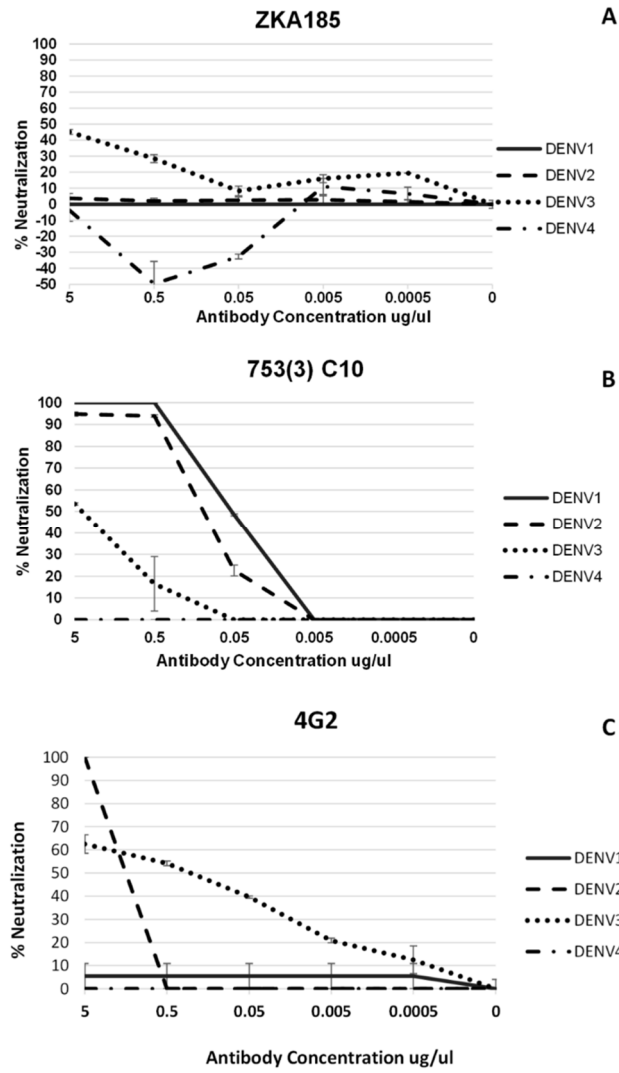 ZKA185
A
100
90
80
70
60
50
40
30
20
10
0
-10
-20
-30
-40
-50
% Neutralization
5 0.5 0.05 0.005 0.0005 0
Antibody Concentration ug/ul
DENV1
DENV2
DENV3
DENV4
753(3) C10
B
100
90
80
70
60
50
40
30
20
10
0
% Neutralization
5 0.5 0.05 0.005 0.0005 0
Antibody Concentration ug/ul
DENV1
DENV2
DENV3
DENV4
4G2
C
100
90
80
70
60
50
40
30
20
10
0
% Neutralization
5 0.5 0.05 0.005 0.0005 0
Antibody Concentration ug/ul
DENV1
DENV2
DENV3
DENV4